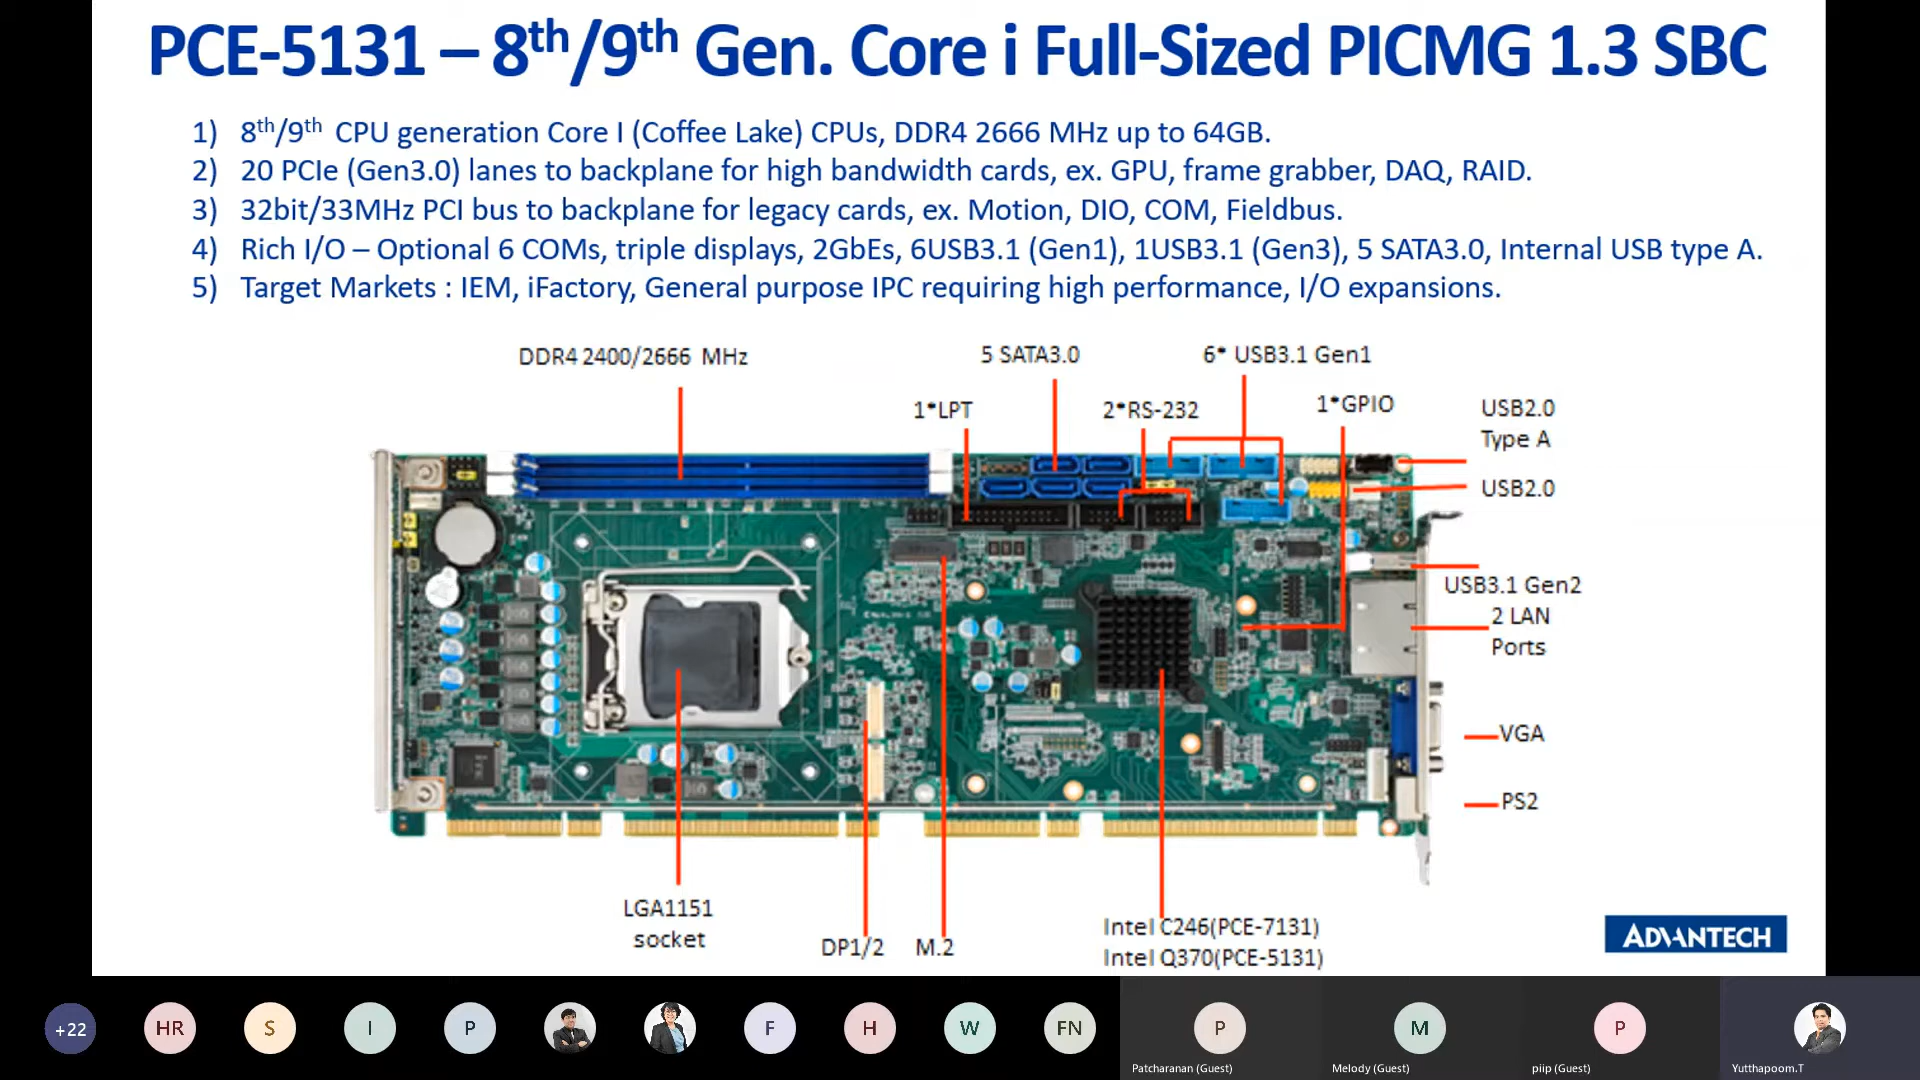 PCE-5131 – 8th/9th Gen. Core i Full-Sized PICMG 1.3 SBC
1) 8th/9th CPU generation Core I (Coffee Lake) CPUs, DDR4 2666 MHz up to 64GB.
2) 20 PCIe (Gen3.0) lanes to backplane for high bandwidth cards, ex. GPU, frame grabber, DAQ, RAID.
3) 32bit/33MHz PCI bus to backplane for legacy cards, ex. Motion, DIO, COM, Fieldbus.
4) Rich I/O – Optional 6 COMs, triple displays, 2GbEs, 6USB3.1 (Gen1), 1USB3.1 (Gen3), 5 SATA3.0, Internal USB type A.
5) Target Markets : IEM, iFactory, General purpose IPC requiring high performance, I/O expansions.
DDR4 2400/2666 MHz
5 SATA3.0
6* USB3.1 Gen1
1*LPT
2*RS-232
1*GPIO
USB2.0
Type A
USB2.0
USB3.1 Gen2
2 LAN
Ports
VGA
PS2
LGA1151
socket
DP1/2
M.2
Intel C246(PCE-7131)
Intel Q370(PCE-5131)
ADVANTECH
+22
HR
S
I
P
F
H
W
FN
P
M
P
Patcharanan (Guest)
Melody (Guest)
piip (Guest)
Yutthapoom.T